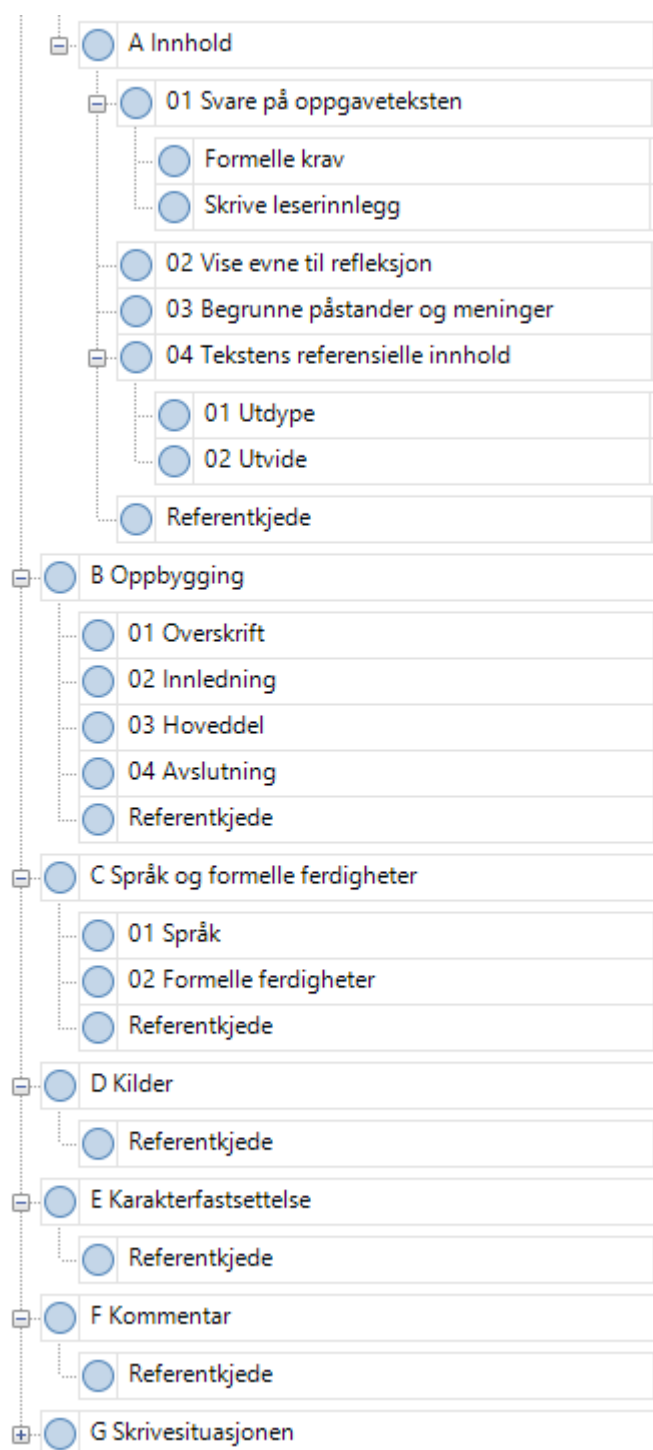 A Innhold
01 Svare på oppgaveteksten
Formelle krav
Skrive leserinnlegg
02 Vise evne til refleksjon
03 Begrunne påstander og meninger
04 Tekstens referensielle innhold
01 Utdype
02 Utvide
Referentkjede
B Oppbygging
01 Overskrift
02 Innledning
03 Hoveddel
04 Avslutning
Referentkjede
C Språk og formelle ferdigheter
01 Språk
02 Formelle ferdigheter
Referentkjede
D Kilder
Referentkjede
E Karakterfastsettelse
Referentkjede
F Kommentar
Referentkjede
G Skrivesituasjonen